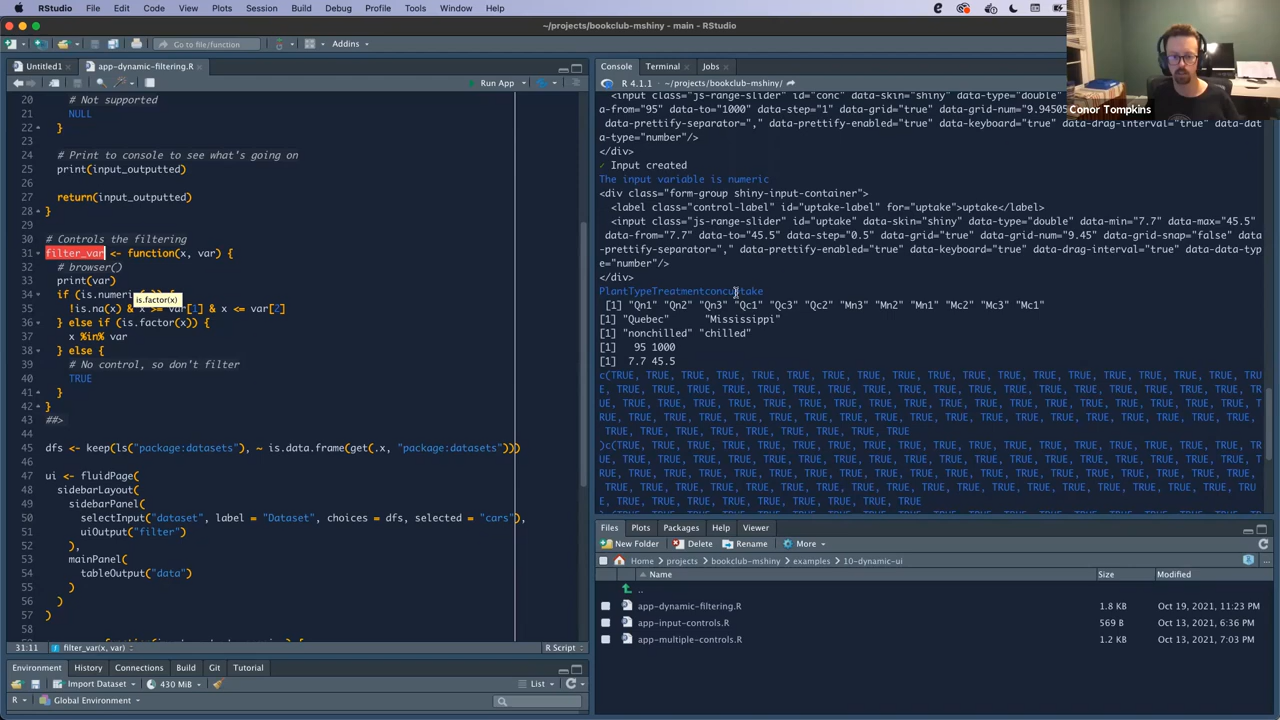 RStudio File Edit Code View Plots Session Build Debug Profile Tools Window Help
~/projects/bookclub-mshiny - main - RStudio
Go to file/function Addins
Untitled1 app-dynamic-filtering.R
Run App
20 # Not supported
21 NULL
22 }
23
24 # Print to console to see what's going on
25 print(input_outputted)
26
27 return(input_outputted)
28 }
29
30 # Controls the filtering
31 filter_var <- function(x, var) {
32 # browser()
33 print(var)
34 if (is.numeri
is.factor(x)
35 !is.na(x) & x >= var[1] & x <= var[2]
36 } else if (is.factor(x)) {
37 x %in% var
38 } else {
39 # No control, so don't filter
40 TRUE
41 }
42 }
43 ##>
44
45 dfs <- keep(ls("package:datasets"), ~ is.data.frame(get(.x, "package:datasets")))
46
47 ui <- fluidPage(
48 sidebarLayout(
49 sidebarPanel(
50 selectInput("dataset", label = "Dataset", choices = dfs, selected = "cars"),
51 uiOutput("filter")
52 ),
53 mainPanel(
54 tableOutput("data")
55 )
56 )
57 )
58
31:11 filter_var(x, var) R Script
Environment History Connections Build Git Tutorial
Import Dataset 430 MiB List
R Global Environment
Console Terminal Jobs
R 4.1.1 · ~/projects/bookclub-mshiny/
<input class="js-range-slider" id="conc" data-skin="shiny" data-type="double"
a-from="95" data-to="1000" data-step="1" data-grid="true" data-grid-num="9.94505
data-prettify-separator="," data-prettify-enabled="true" data-keyboard="true" data-drag-interval="true" data-dat
a-type="number"/>
</div>
✓ Input created
The input variable is numeric
<div class="form-group shiny-input-container">
<label class="control-label" id="uptake-label" for="uptake">uptake</label>
<input class="js-range-slider" id="uptake" data-skin="shiny" data-type="double" data-min="7.7" data-max="45.5"
data-from="7.7" data-to="45.5" data-step="0.5" data-grid="true" data-grid-num="9.45" data-grid-snap="false" data
-prettify-separator="," data-prettify-enabled="true" data-keyboard="true" data-drag-interval="true" data-data-typ
e="number"/>
</div>
PlantTypeTreatmentconcuptake
[1] "Qn1" "Qn2" "Qn3" "Qc1" "Qc3" "Qc2" "Mn3" "Mn2" "Mn1" "Mc2" "Mc3" "Mc1"
[1] "Quebec" "Mississippi"
[1] "nonchilled" "chilled"
[1] 95 1000
[1] 7.7 45.5
c(TRUE, TRUE, TRUE, TRUE, TRUE, TRUE, TRUE, TRUE, TRUE, TRUE, TRUE, TRUE, TRUE, TRUE, TRUE, TRUE, TRUE, TRUE,
TRUE, TRUE, TRUE, TRUE, TRUE, TRUE, TRUE, TRUE, TRUE, TRUE, TRUE, TRUE, TRUE, TRUE, TRUE, TRUE, TRUE, TRUE, TRUE,
TRUE, TRUE, TRUE, TRUE, TRUE, TRUE, TRUE, TRUE, TRUE, TRUE, TRUE, TRUE, TRUE, TRUE, TRUE, TRUE, TRUE, TRUE, TRUE,
TRUE, TRUE, TRUE, TRUE, TRUE, TRUE, TRUE, TRUE, TRUE
)c(TRUE, TRUE, TRUE, TRUE, TRUE, TRUE, TRUE, TRUE, TRUE, TRUE, TRUE, TRUE, TRUE, TRUE, TRUE, TRUE, TRUE, TRUE,
TRUE, TRUE, TRUE, TRUE, TRUE, TRUE, TRUE, TRUE, TRUE, TRUE, TRUE, TRUE, TRUE, TRUE, TRUE, TRUE, TRUE, TRUE, TRUE,
TRUE, TRUE, TRUE, TRUE, TRUE, TRUE, TRUE, TRUE, TRUE, TRUE, TRUE, TRUE, TRUE, TRUE, TRUE, TRUE, TRUE, TRUE, TRUE,
TRUE, TRUE, TRUE, TRUE, TRUE, TRUE, TRUE, TRUE, TRUE
Files Plots Packages Help Viewer
New Folder Delete Rename More
Home projects bookclub-mshiny examples 10-dynamic-ui
Name Size Modified
..
app-dynamic-filtering.R 1.8 KB Oct 19, 2021, 11:23 PM
app-input-controls.R 569 B Oct 13, 2021, 6:36 PM
app-multiple-controls.R 1.2 KB Oct 13, 2021, 7:03 PM
Conor Tompkins